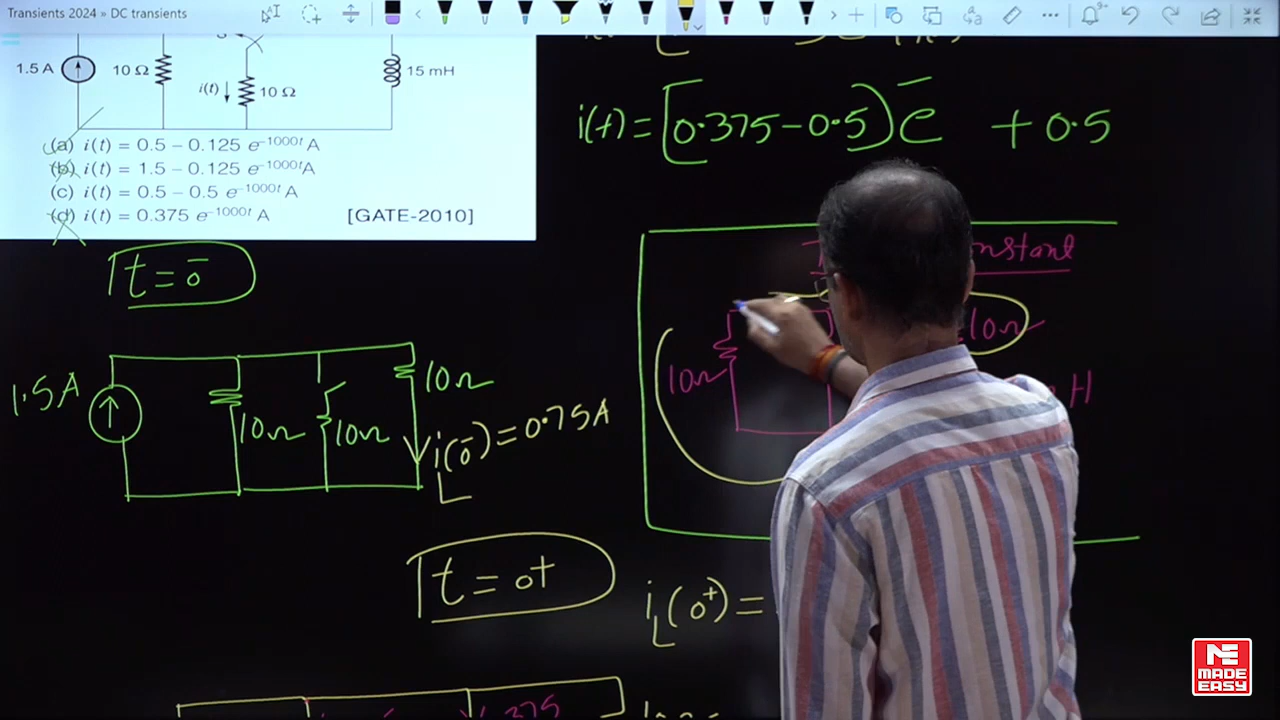 Transients 2024 » DC transients
1.5 A
10 Ω
i(t)
10 Ω
15 mH
(a) i(t) = 0.5 − 0.125 e⁻¹⁰⁰⁰ᵗ A
(b) i(t) = 1.5 − 0.125 e⁻¹⁰⁰⁰ᵗ A
(c) i(t) = 0.5 − 0.5 e⁻¹⁰⁰⁰ᵗ A
(d) i(t) = 0.375 e⁻¹⁰⁰⁰ᵗ A
[GATE-2010]
i(t) = [0.375 − 0.5] e⁻ + 0.5
t = 0⁻
1.5A
10Ω
10Ω
10Ω
i_L(0⁻) = 0.75A
10Ω
10Ω
H
t = 0+
i_L(0⁺) =
MADE
EASY